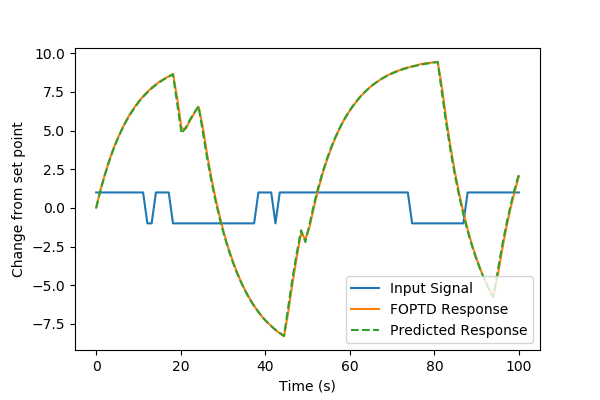 10.0
7.5
5.0
2.5
0.0
−2.5
−5.0
−7.5
Change from set point
0 20 40 60 80 100
Time (s)
Input Signal
FOPTD Response
Predicted Response